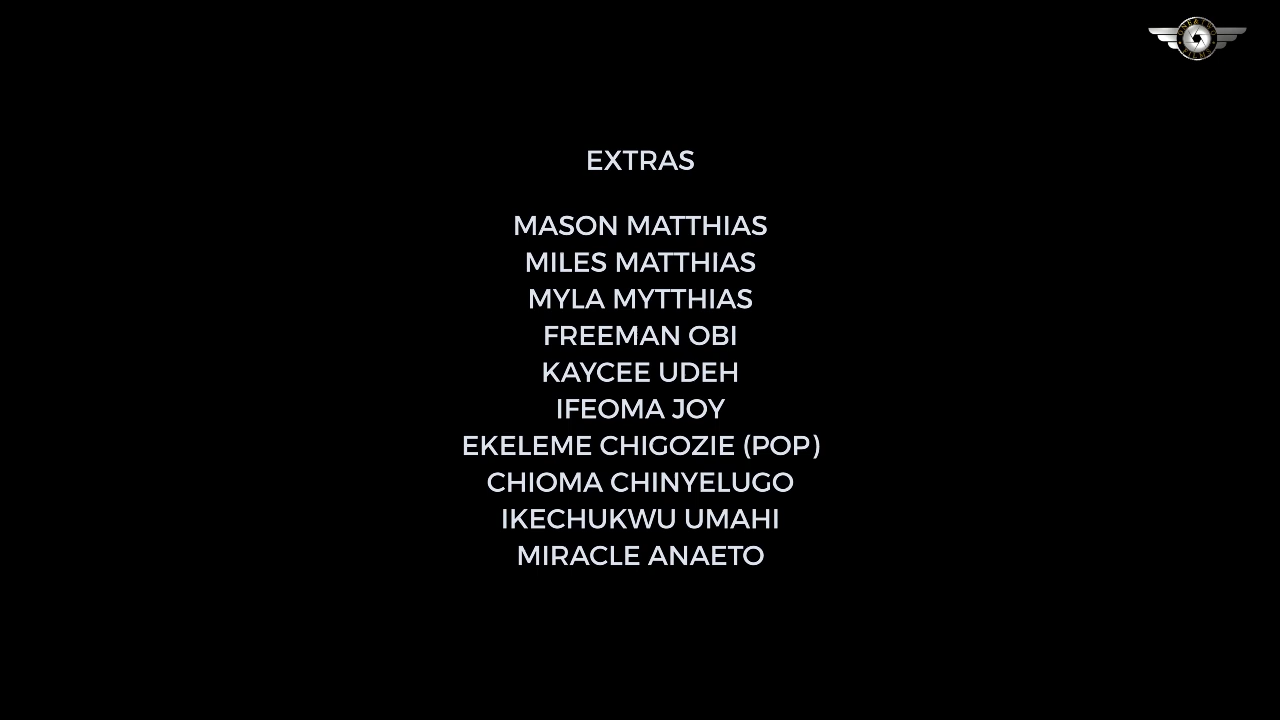 EXTRAS
MASON MATTHIAS
MILES MATTHIAS
MYLA MYTTHIAS
FREEMAN OBI
KAYCEE UDEH
IFEOMA JOY
EKELEME CHIGOZIE (POP)
CHIOMA CHINYELUGO
IKECHUKWU UMAHI
MIRACLE ANAETO